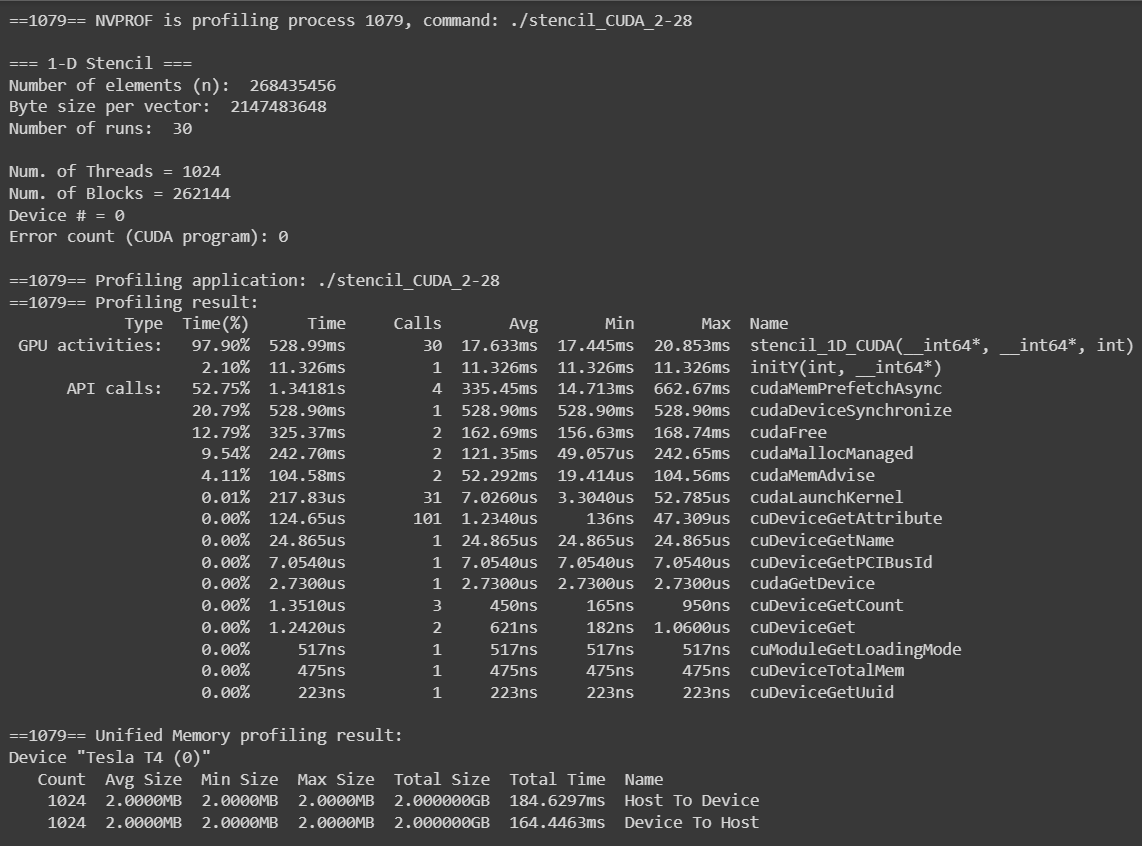 ==1079== NVPROF is profiling process 1079, command: ./stencil_CUDA_2-28

=== 1-D Stencil ===
Number of elements (n):  268435456
Byte size per vector:  2147483648
Number of runs:  30

Num. of Threads = 1024
Num. of Blocks = 262144
Device # = 0
Error count (CUDA program): 0

==1079== Profiling application: ./stencil_CUDA_2-28
==1079== Profiling result:
            Type  Time(%)      Time     Calls       Avg       Min       Max  Name
 GPU activities:   97.90%  528.99ms        30  17.633ms  17.445ms  20.853ms  stencil_1D_CUDA(__int64*, __int64*, int)
                    2.10%  11.326ms         1  11.326ms  11.326ms  11.326ms  initY(int, __int64*)
      API calls:   52.75%  1.34181s         4  335.45ms  14.713ms  662.67ms  cudaMemPrefetchAsync
                   20.79%  528.90ms         1  528.90ms  528.90ms  528.90ms  cudaDeviceSynchronize
                   12.79%  325.37ms         2  162.69ms  156.63ms  168.74ms  cudaFree
                    9.54%  242.70ms         2  121.35ms  49.057us  242.65ms  cudaMallocManaged
                    4.11%  104.58ms         2  52.292ms  19.414us  104.56ms  cudaMemAdvise
                    0.01%  217.83us        31  7.0260us  3.3040us  52.785us  cudaLaunchKernel
                    0.00%  124.65us       101  1.2340us     136ns  47.309us  cuDeviceGetAttribute
                    0.00%  24.865us         1  24.865us  24.865us  24.865us  cuDeviceGetName
                    0.00%  7.0540us         1  7.0540us  7.0540us  7.0540us  cuDeviceGetPCIBusId
                    0.00%  2.7300us         1  2.7300us  2.7300us  2.7300us  cudaGetDevice
                    0.00%  1.3510us         3     450ns     165ns     950ns  cuDeviceGetCount
                    0.00%  1.2420us         2     621ns     182ns  1.0600us  cuDeviceGet
                    0.00%     517ns         1     517ns     517ns     517ns  cuModuleGetLoadingMode
                    0.00%     475ns         1     475ns     475ns     475ns  cuDeviceTotalMem
                    0.00%     223ns         1     223ns     223ns     223ns  cuDeviceGetUuid

==1079== Unified Memory profiling result:
Device "Tesla T4 (0)"
   Count  Avg Size  Min Size  Max Size  Total Size  Total Time  Name
    1024  2.0000MB  2.0000MB  2.0000MB  2.000000GB  184.6297ms  Host To Device
    1024  2.0000MB  2.0000MB  2.0000MB  2.000000GB  164.4463ms  Device To Host